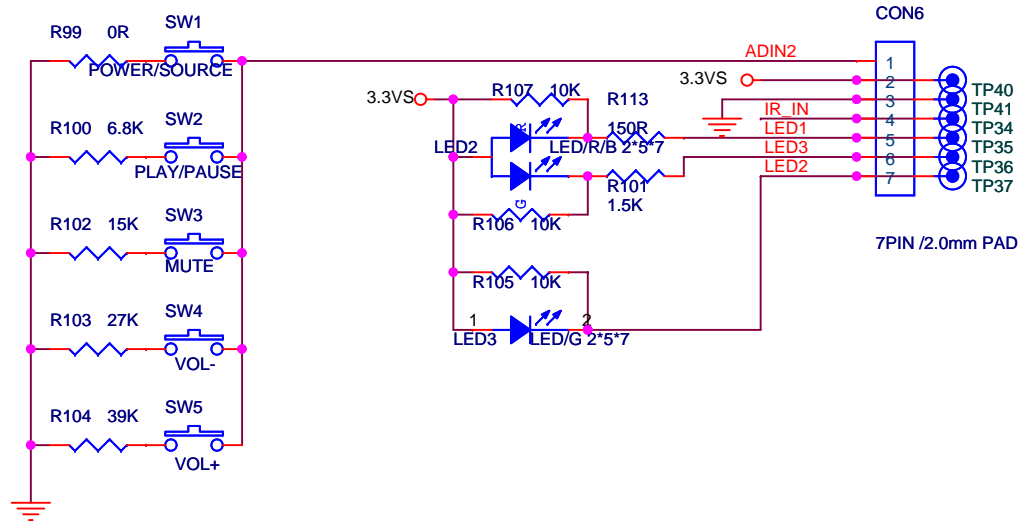 CON6
R99 0R SW1
POWER/SOURCE
ADIN2
1
3.3VS
2
TP40
3.3VS
R107 10K
R113
3
TP41
IR_IN
4
TP34
R100 6.8K SW2
PLAY/PAUSE
LED2
R
150R
LED/R/B 2*5*7
LED1
5
TP35
LED3
6
TP36
LED2
7
TP37
G
R101
1.5K
R106 10K
R102 15K SW3
MUTE
7PIN /2.0mm PAD
R105 10K
R103 27K SW4
VOL-
1
2
LED3
LED/G 2*5*7
R104 39K SW5
VOL+